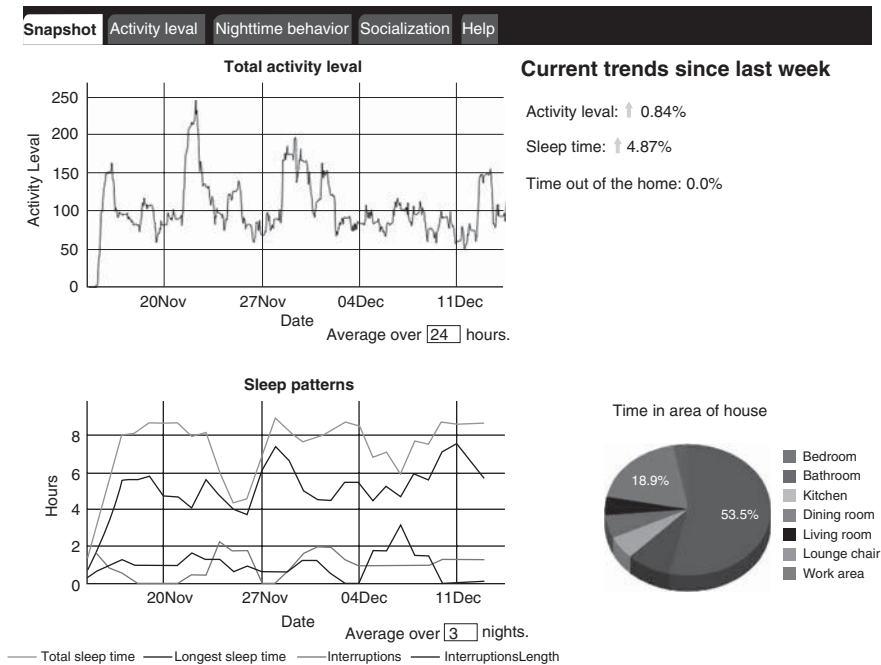 Snapshot Activity leval Nighttime behavior Socialization Help
Total activity leval
Activity Leval
250
200
150
100
50
0
20Nov 27Nov 04Dec 11Dec
Date
Average over 24 hours.
Current trends since last week
Activity level: 0.84%
Sleep time: 4.87%
Time out of the home: 0.0%
Sleep patterns
Hours
8
6
4
2
0
20Nov 27Nov 04Dec 11Dec
Date
Average over 3 nights.
Total sleep time Longest sleep time Interruptions InterruptionsLength
Time in area of house
18.9%
53.5%
Bedroom
Bathroom
Kitchen
Dining room
Living room
Lounge chair
Work area